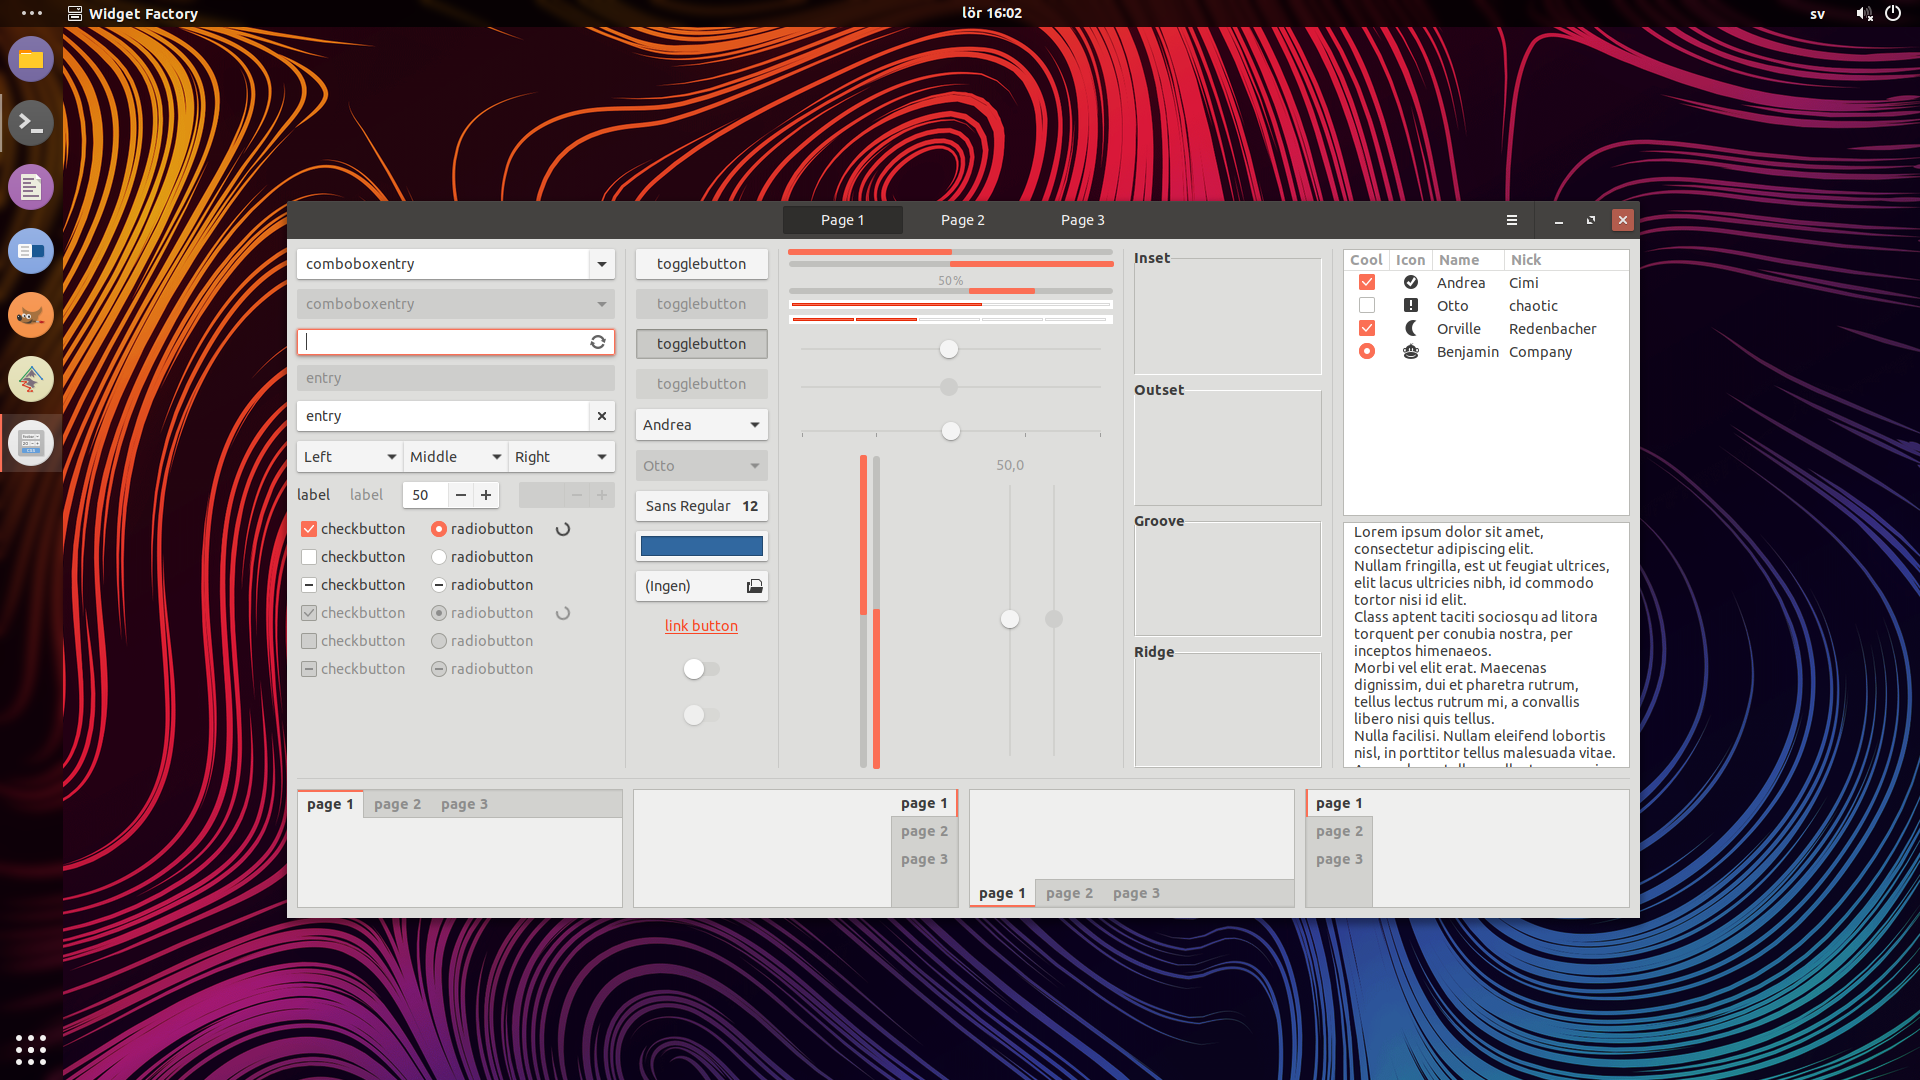 Widget Factory
lör 16:02
sv
Page 1
Page 2
Page 3
comboboxentry
comboboxentry
entry
entry
Left
Middle
Right
label
label
50
checkbutton
radiobutton
checkbutton
radiobutton
checkbutton
radiobutton
checkbutton
radiobutton
checkbutton
radiobutton
checkbutton
radiobutton
togglebutton
togglebutton
togglebutton
togglebutton
Andrea
Otto
Sans Regular 12
(Ingen)
link button
50%
50,0
Inset
Outset
Groove
Ridge
Cool Icon Name Nick
Andrea Cimi
Otto chaotic
Orville Redenbacher
Benjamin Company
Lorem ipsum dolor sit amet,
consectetur adipiscing elit.
Nullam fringilla, est ut feugiat ultrices,
elit lacus ultricies nibh, id commodo
tortor nisi id elit.
Class aptent taciti sociosqu ad litora
torquent per conubia nostra, per
inceptos himenaeos.
Morbi vel elit erat. Maecenas
dignissim, dui et pharetra rutrum,
tellus lectus rutrum mi, a convallis
libero nisi quis tellus.
Nulla facilisi. Nullam eleifend lobortis
nisl, in porttitor tellus malesuada vitae.
page 1
page 2
page 3
page 1
page 2
page 3
page 1
page 2
page 3
page 1
page 2
page 3